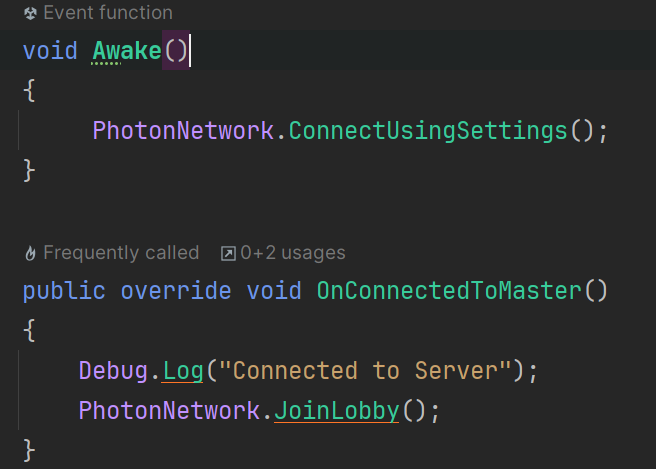 Event function
void Awake()
{
PhotonNetwork.ConnectUsingSettings();
}
Frequently called 0+2 usages
public override void OnConnectedToMaster()
{
Debug.Log("Connected to Server");
PhotonNetwork.JoinLobby();
}